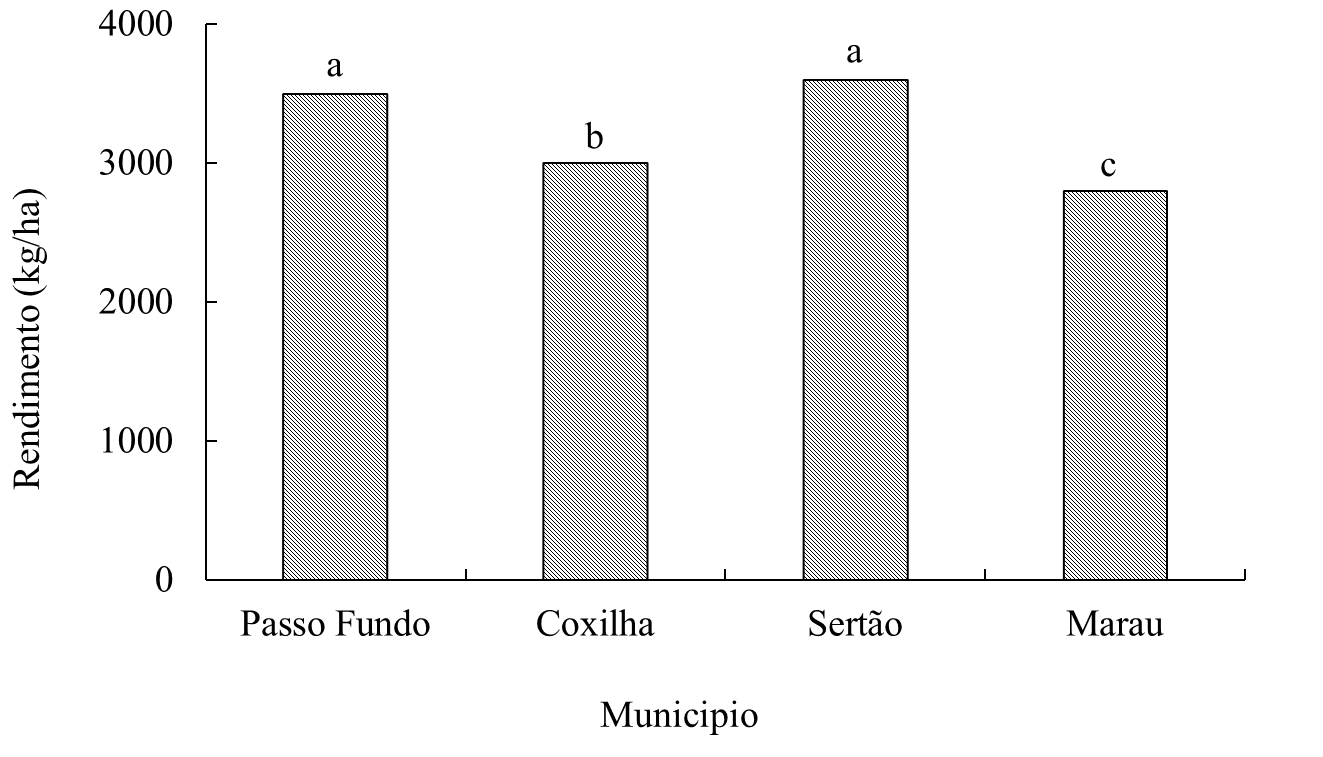 4000
3000
2000
1000
0
Rendimento (kg/ha)
a
b
a
c
Passo Fundo
Coxilha
Sertão
Marau
Municipio